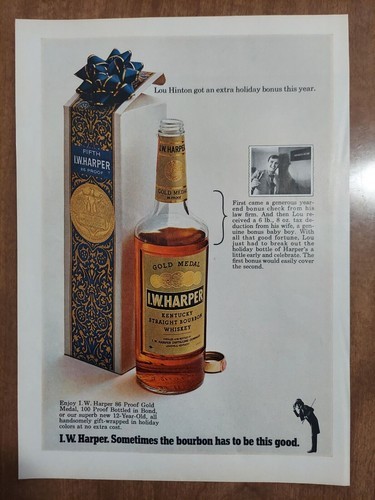 Lou Hinton got an extra holiday bonus this year.
FIFTH
I.W. HARPER
86 PROOF
I.W. HARPER
GOLD MEDAL
First came a generous year-
end bonus check from his
law firm. And then Lou re-
ceived a 6 lb., 8 oz. tax de-
duction from his wife, a gen-
uine bonus baby boy. With
all that good fortune, Lou
just had to break out the
holiday bottle of Harper's a
little early and celebrate. The
first bonus would easily cover
the second.
GOLD MEDAL
I.W. HARPER
KENTUCKY
STRAIGHT BOURBON
WHISKEY
Enjoy I. W. Harper 86 Proof Gold
Medal, 100 Proof Bottled in Bond,
or our superb new 12-Year-Old, all
handsomely gift-wrapped in holiday
colors at no extra cost.
I.W. Harper. Sometimes the bourbon has to be this good.